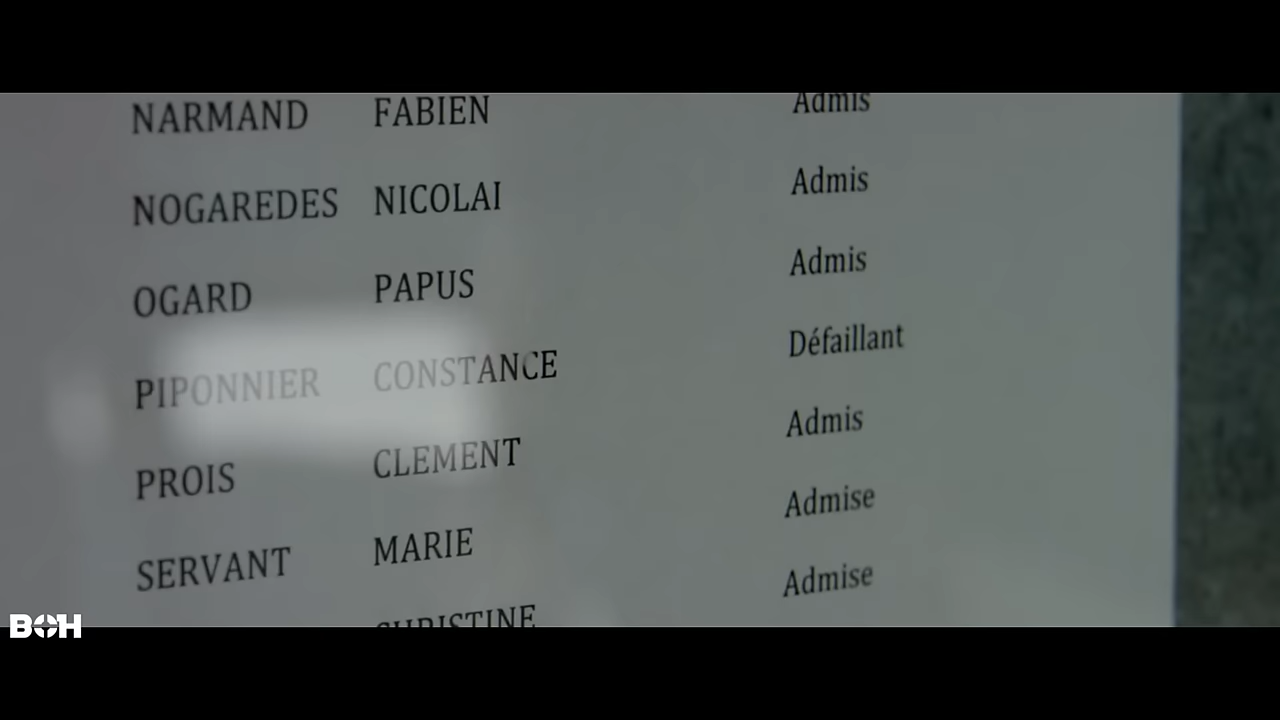 NARMAND FABIEN Admis
NOGAREDES NICOLAI Admis
OGARD PAPUS Admis
PIPONNIER CONSTANCE Défaillant
PROIS CLEMENT Admis
SERVANT MARIE Admise
CHRISTINE Admise
BOH